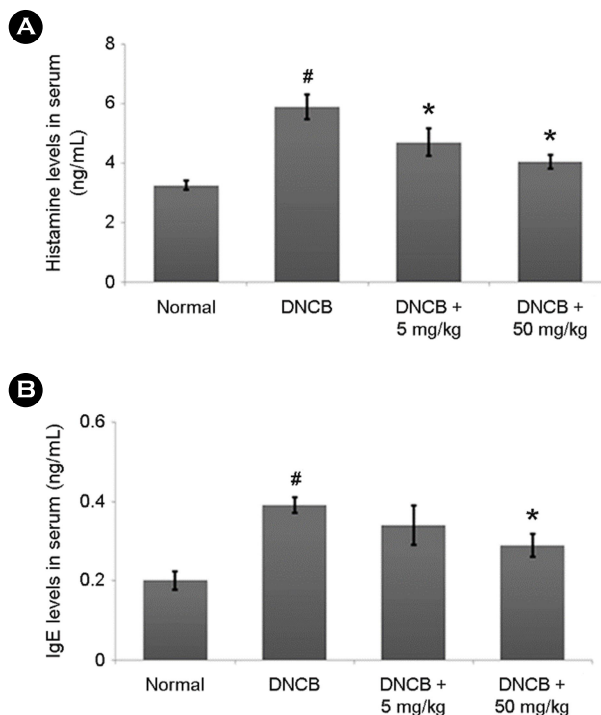 A
Histamine levels in serum
(ng/mL)
8
6
4
2
0
#
*
*
Normal
DNCB
DNCB +
5 mg/kg
DNCB +
50 mg/kg
B
IgE levels in serum (ng/mL)
0.6
0.4
0.2
0
#
*
Normal
DNCB
DNCB +
5 mg/kg
DNCB +
50 mg/kg